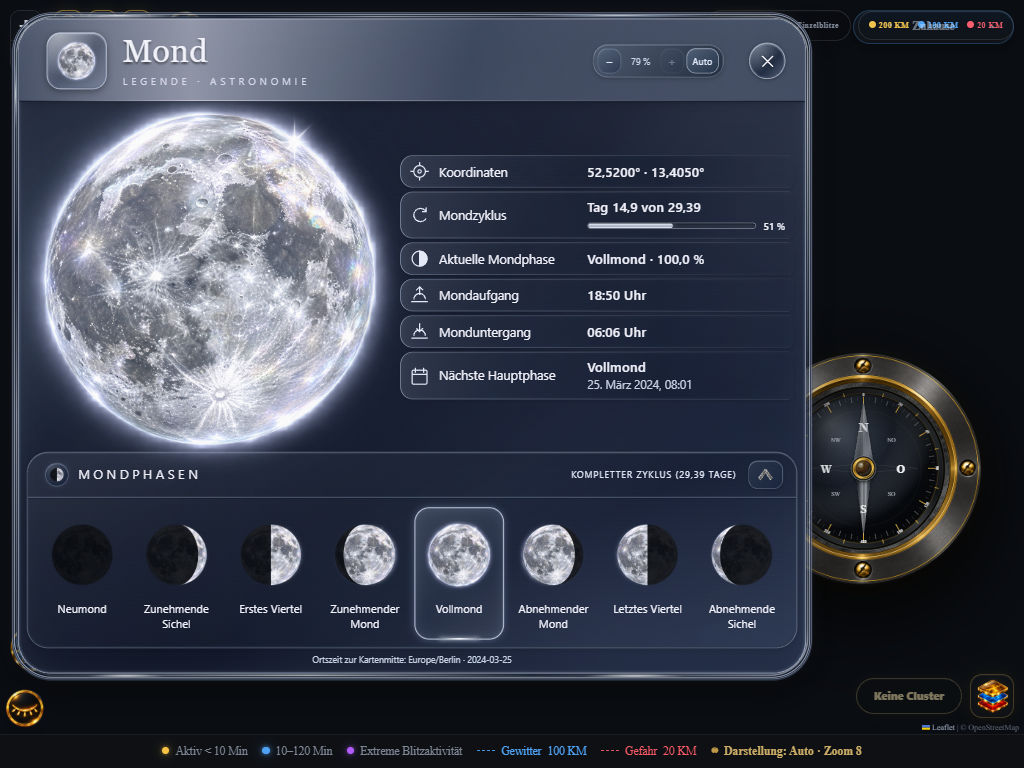 Mond
LEGENDE · ASTRONOMIE
– 79 % + Auto
Einzelblitze
200 KM 20 KM
Koordinaten 52,5200° · 13,4050°
Mondzyklus Tag 14,9 von 29,39
51 %
Aktuelle Mondphase Vollmond · 100,0 %
Mondaufgang 18:50 Uhr
Monduntergang 06:06 Uhr
Nächste Hauptphase Vollmond
25. März 2024, 08:01
N
NW NO
W O
SW SO
S
MONDPHASEN KOMPLETTER ZYKLUS (29,39 TAGE)
Neumond
Zunehmende
Sichel
Erstes Viertel
Zunehmender
Mond
Vollmond
Abnehmender
Mond
Letztes Viertel
Abnehmende
Sichel
Ortszeit zur Kartenmitte: Europe/Berlin · 2024-03-25
Keine Cluster
Leaflet | © OpenStreetMap
Aktiv < 10 Min 10–120 Min Extreme Blitzaktivität Gewitter 100 KM Gefahr 20 KM Darstellung: Auto · Zoom 8